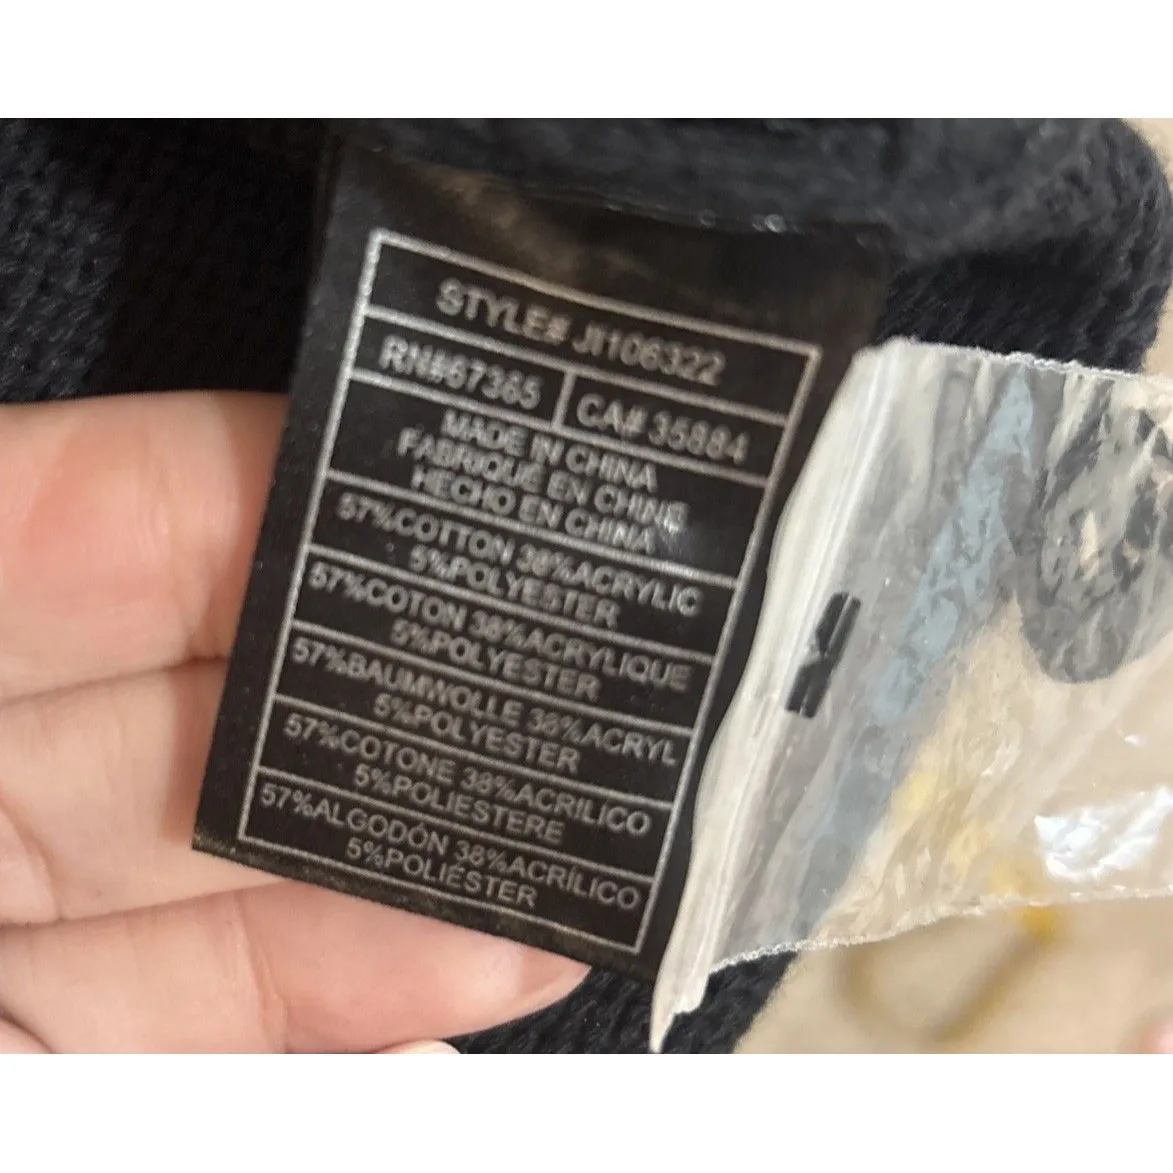 STYLE# JI106322
RN#67365 CA# 35884
MADE IN CHINA
FABRIQUÉ EN CHINE
HECHO EN CHINA
57%COTTON 38%ACRYLIC
5%POLYESTER
57%COTON 38%ACRYLIQUE
5%POLYESTER
57%BAUMWOLLE 38%ACRYL
5%POLYESTER
57%COTONE 38%ACRILICO
5%POLIESTERE
57%ALGODÓN 38%ACRÍLICO
5%POLIÉSTER